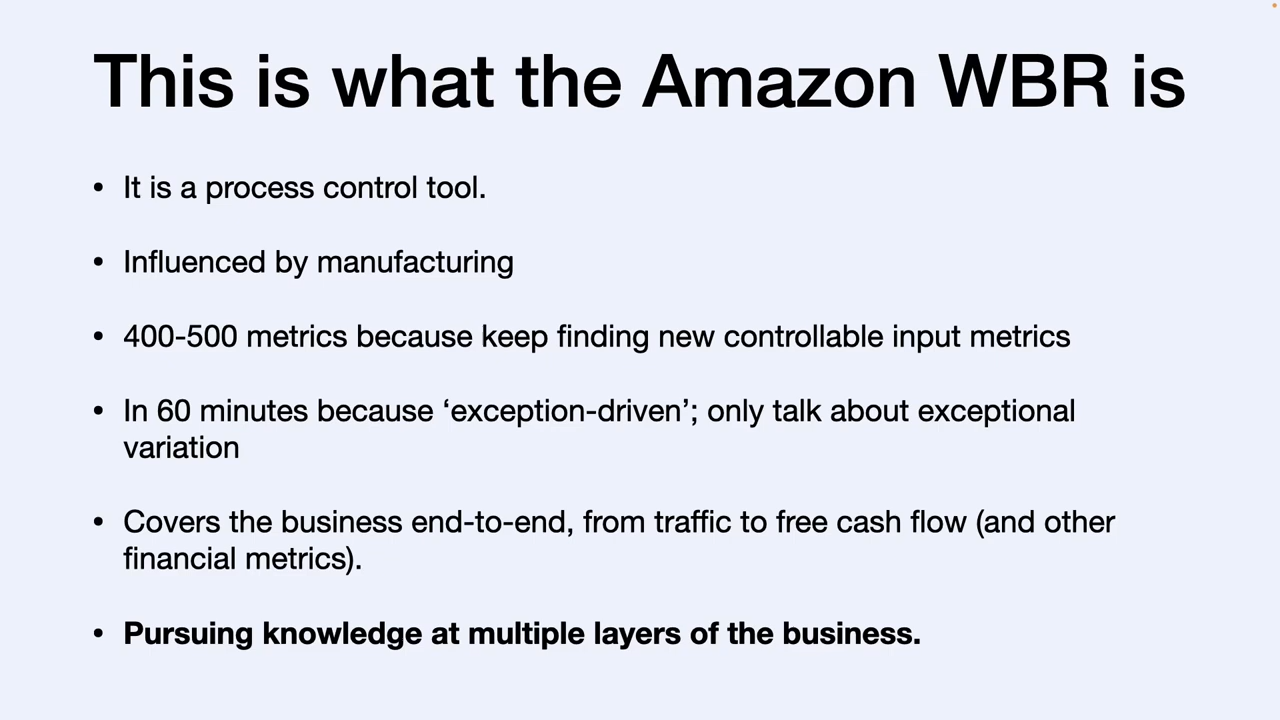 This is what the Amazon WBR is
• It is a process control tool.
• Influenced by manufacturing
• 400-500 metrics because keep finding new controllable input metrics
• In 60 minutes because ‘exception-driven’; only talk about exceptional
variation
• Covers the business end-to-end, from traffic to free cash flow (and other
financial metrics).
• Pursuing knowledge at multiple layers of the business.